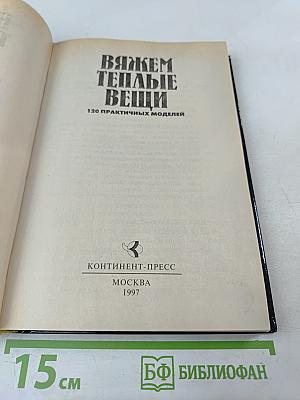 ВЯЖЕМ
ТЕПЛЫЕ
ВЕЩИ
120 ПРАКТИЧНЫХ МОДЕЛЕЙ
КОНТИНЕНТ-ПРЕСС
МОСКВА
1997
15 см
БФ БИБЛИОФАН